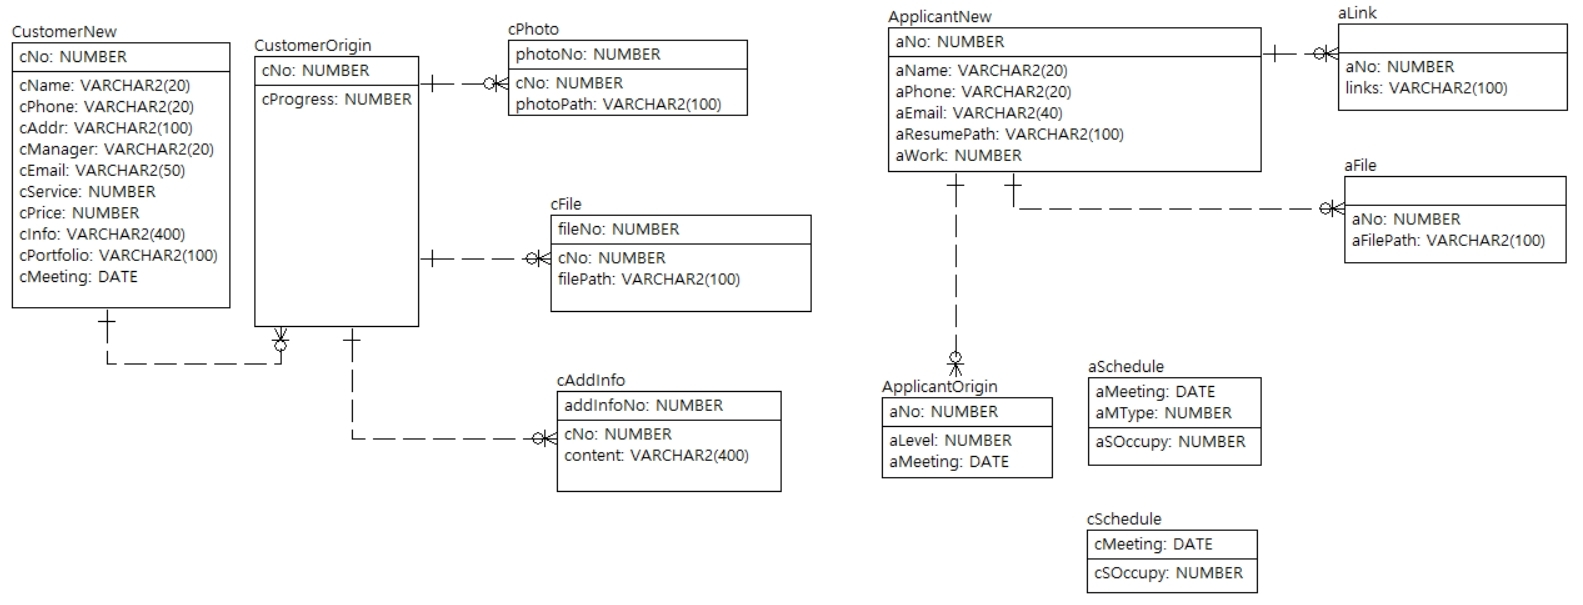 CustomerNew
cNo: NUMBER
cName: VARCHAR2(20)
cPhone: VARCHAR2(20)
cAddr: VARCHAR2(100)
cManager: VARCHAR2(20)
cEmail: VARCHAR2(50)
cService: NUMBER
cPrice: NUMBER
cInfo: VARCHAR2(400)
cPortfolio: VARCHAR2(100)
cMeeting: DATE
CustomerOrigin
cNo: NUMBER
cProgress: NUMBER
cPhoto
photoNo: NUMBER
cNo: NUMBER
photoPath: VARCHAR2(100)
cFile
fileNo: NUMBER
cNo: NUMBER
filePath: VARCHAR2(100)
cAddInfo
addInfoNo: NUMBER
cNo: NUMBER
content: VARCHAR2(400)
ApplicantNew
aNo: NUMBER
aName: VARCHAR2(20)
aPhone: VARCHAR2(20)
aEmail: VARCHAR2(40)
aResumePath: VARCHAR2(100)
aWork: NUMBER
aLink
aNo: NUMBER
links: VARCHAR2(100)
aFile
aNo: NUMBER
aFilePath: VARCHAR2(100)
ApplicantOrigin
aNo: NUMBER
aLevel: NUMBER
aMeeting: DATE
aSchedule
aMeeting: DATE
aMType: NUMBER
aSOccupy: NUMBER
cSchedule
cMeeting: DATE
cSOccupy: NUMBER